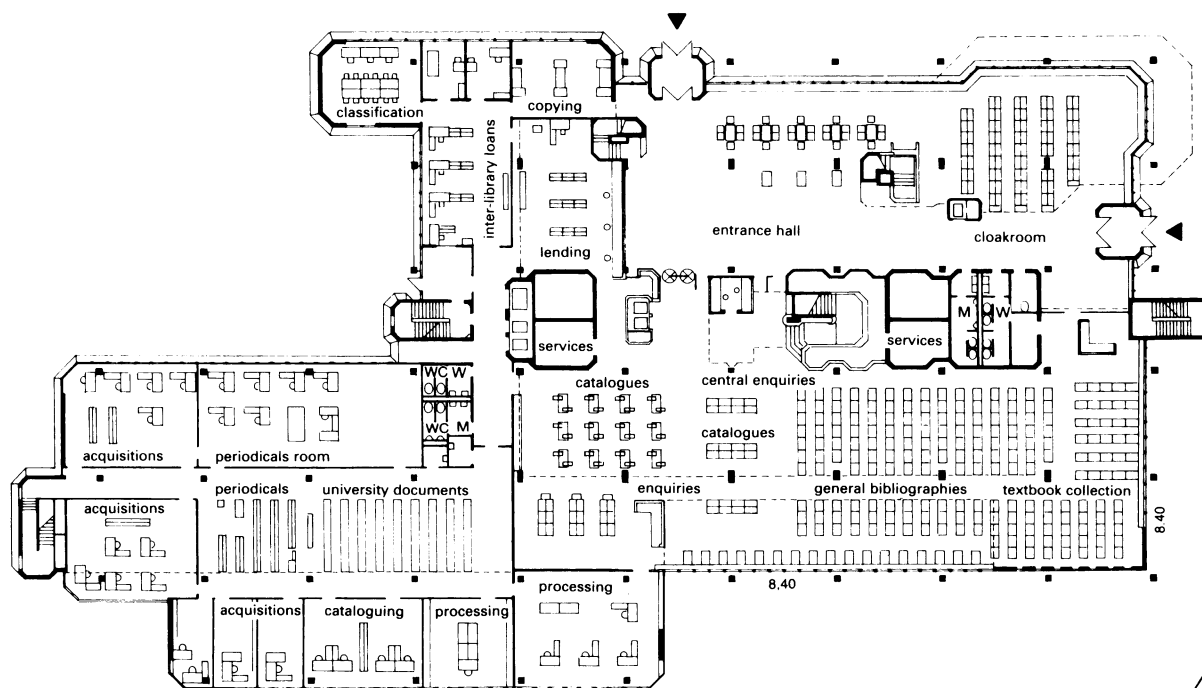 classification
copying
inter-library loans
lending
entrance hall
cloakroom
services
services
M
W
WC
W
WC
M
catalogues
central enquiries
catalogues
acquisitions
periodicals room
periodicals
university documents
enquiries
general bibliographies
textbook collection
acquisitions
8.40
8,40
processing
acquisitions
cataloguing
processing